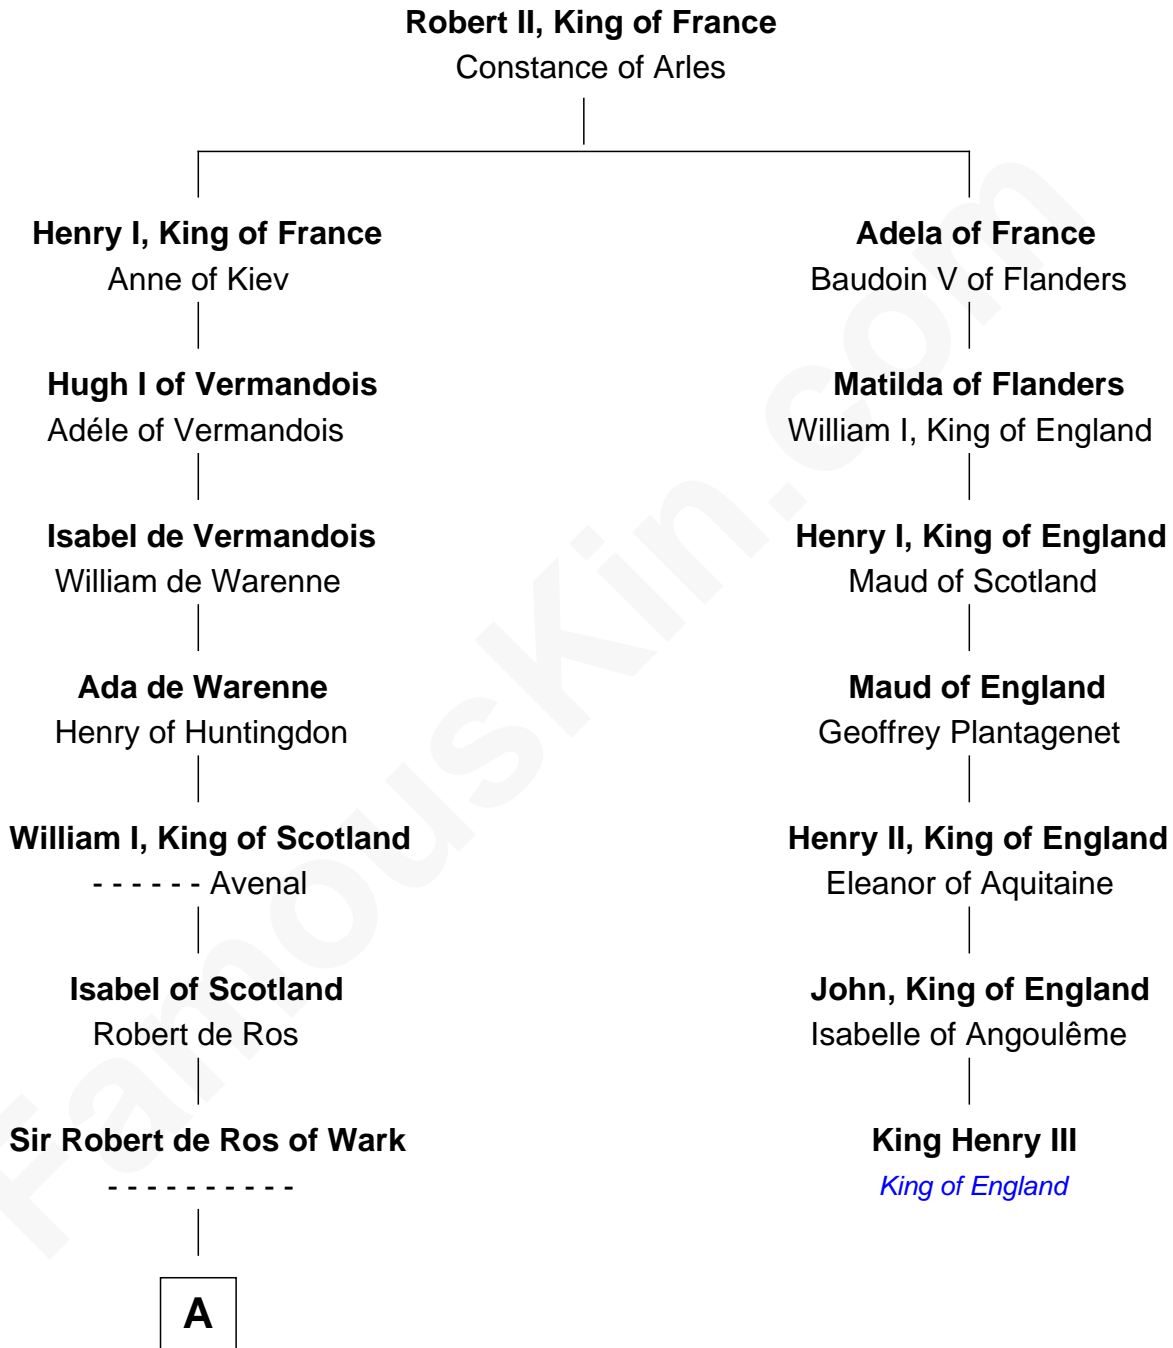 Robert II, King of France
Constance of Arles
Henry I, King of France
Anne of Kiev
Adela of France
Baudoin V of Flanders
Hugh I of Vermandois
Adéle of Vermandois
Matilda of Flanders
William I, King of England
Isabel de Vermandois
William de Warenne
Henry I, King of England
Maud of Scotland
Ada de Warenne
Henry of Huntingdon
Maud of England
Geoffrey Plantagenet
William I, King of Scotland
- - - - - - Avenal
Henry II, King of England
Eleanor of Aquitaine
Isabel of Scotland
Robert de Ros
John, King of England
Isabelle of Angoulême
Sir Robert de Ros of Wark
- - - - - - - - - -
King Henry III
King of England
A
FamousKin.com